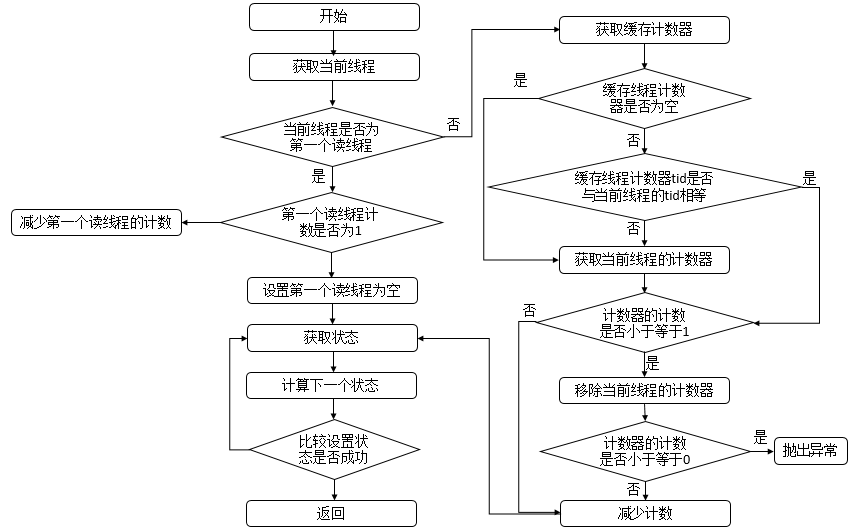 开始
获取当前线程
当前线程是否为
第一个读线程
否
是
第一个读线程计
数是否为1
减少第一个读线程的计数
设置第一个读线程为空
获取状态
计算下一个状态
比较设置状
态是否成功
返回
获取缓存计数器
缓存线程计数
器是否为空
是
否
缓存线程计数器tid是否
与当前线程的tid相等
是
否
获取当前线程的计数器
计数器的计数
是否小于等于1
否
是
移除当前线程的计数器
计数器的计数
是否小于等于0
是
抛出异常
否
减少计数